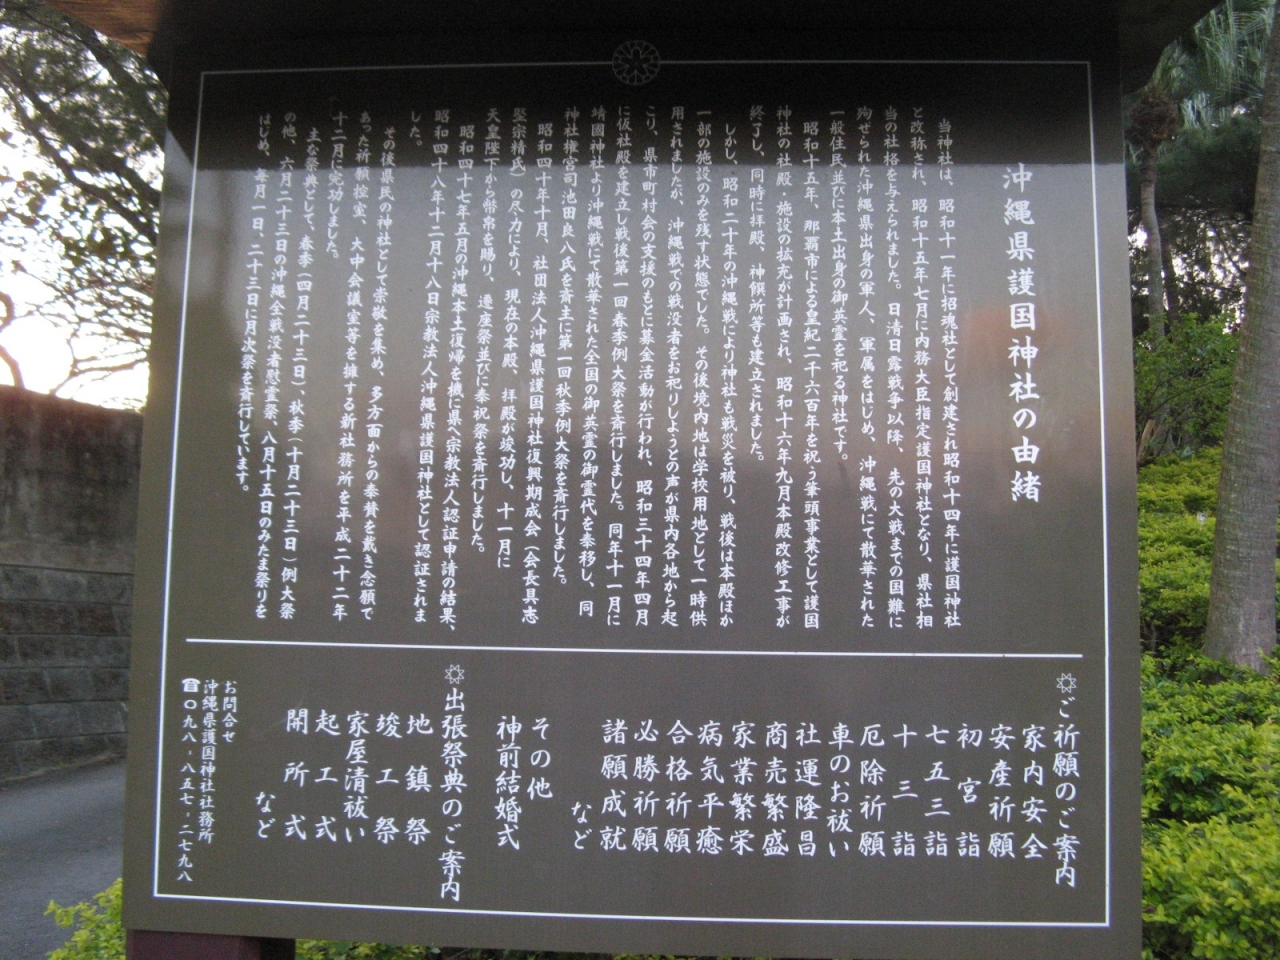 沖縄県護国神社の由緒
当神社は、昭和十一年に招魂社として創建され昭和十四年に護国神社
と改称され、昭和十五年七月に内務大臣指定護国神社となり、県社相
当の社格を与えられました。日清日露戦争以降、先の大戦までの国難に
殉ぜられた沖縄県出身の軍人、軍属をはじめ、沖縄戦にて散華された
一般住民並びに本土出身の御英霊を祀る神社です。
昭和十五年、那覇市による皇紀二千六百年を祝う筆頭事業として護国
神社の社殿、施設の拡充が計画され、昭和十六年九月本殿改修工事が
終了し、同時に拝殿、神饌所等も建立されました。
しかし、昭和二十年の沖縄戦により神社も戦災を被り、戦後は本殿ほか
一部の施設のみを残す状態でした。その後境内地は学校用地として一時供
用されましたが、沖縄戦での戦没者をお祀りしようとの声が県内各地から起
こり、県市町村会の支援のもとに募金活動が行われ、昭和三十四年四月
に仮社殿を建立し戦後第一回春季例大祭を斎行しました。同年十一月に
靖國神社より沖縄戦にて散華された全国の御英霊の御霊代を奉移し、同
神社権宮司池田良八氏を斎主に第一回秋季例大祭を斎行しました。
昭和四十年十月、社団法人沖縄県護国神社復興期成会（会長具志
堅宗精氏）の尽力により、現在の本殿、拝殿が竣功し、十一月に
天皇陛下から幣帛を賜り、遷座祭並びに奉祝祭を斎行しました。
昭和四十七年五月の沖縄本土復帰を機に県へ宗教法人認証申請の結果、
昭和四十八年十二月十八日宗教法人沖縄県護国神社として認証されま
した。
その後県民の神社として崇敬を集め、多方面からの奉賛を戴き念願で
あった祈願控室、大中会議室等を擁する新社務所を平成二十二年
十二月に完功しました。
主な祭典として、春季（四月二十三日）、秋季（十月二十三日）例大祭
の他、六月二十三日の沖縄全戦没者慰霊祭、八月十五日のみたま祭りを
はじめ、毎月一日、二十三日に月次祭を斎行しています。
ご祈願のご案内
家内安全
安産祈願
初宮詣
七五三詣
十三詣
厄除祈願
車のお祓い
社運隆昌
商売繁盛
家業繁栄
病気平癒
合格祈願
必勝祈願
諸願成就
など
その他
神前結婚式
出張祭典のご案内
地鎮祭
竣工祭
家屋清祓い
起工式
開所式
など
お問合せ
沖縄県護国神社社務所
☎〇九八-八五七-二七九八